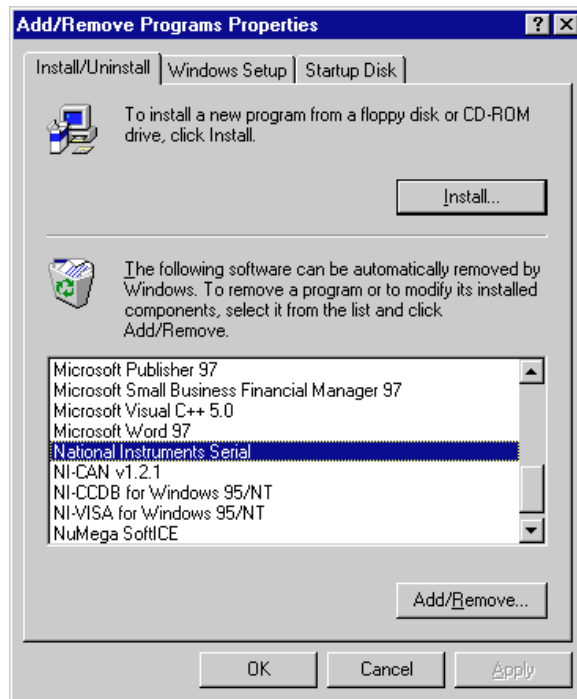 Add/Remove Programs Properties
Install/Uninstall
Windows Setup
Startup Disk
To install a new program from a floppy disk or CD-ROM
drive, click Install.
Install...
The following software can be automatically removed by
Windows. To remove a program or to modify its installed
components, select it from the list and click
Add/Remove.
Microsoft Publisher 97
Microsoft Small Business Financial Manager 97
Microsoft Visual C++ 5.0
Microsoft Word 97
National Instruments Serial
NI-CAN v1.2.1
NI-CCDB for Windows 95/NT
NI-VISA for Windows 95/NT
NuMega SoftICE
Add/Remove...
OK
Cancel
Apply